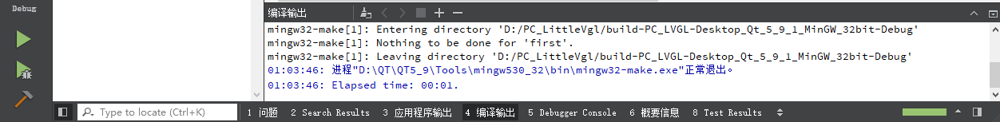 Debug
编译输出
mingw32-make[1]: Entering directory 'D:/PC_LittleVgl/build-PC_LVGL-Desktop_Qt_5_9_1_MinGW_32bit-Debug'
mingw32-make[1]: Nothing to be done for 'first'.
mingw32-make[1]: Leaving directory 'D:/PC_LittleVgl/build-PC_LVGL-Desktop_Qt_5_9_1_MinGW_32bit-Debug'
01:03:46: 进程"D:\QT\QT5_9\Tools\mingw530_32\bin\mingw32-make.exe"正常退出。
01:03:46: Elapsed time: 00:01.
Type to locate (Ctrl+K) 1 问题 2 Search Results 3 应用程序输出 4 编译输出 5 Debugger Console 6 概要信息 8 Test Results